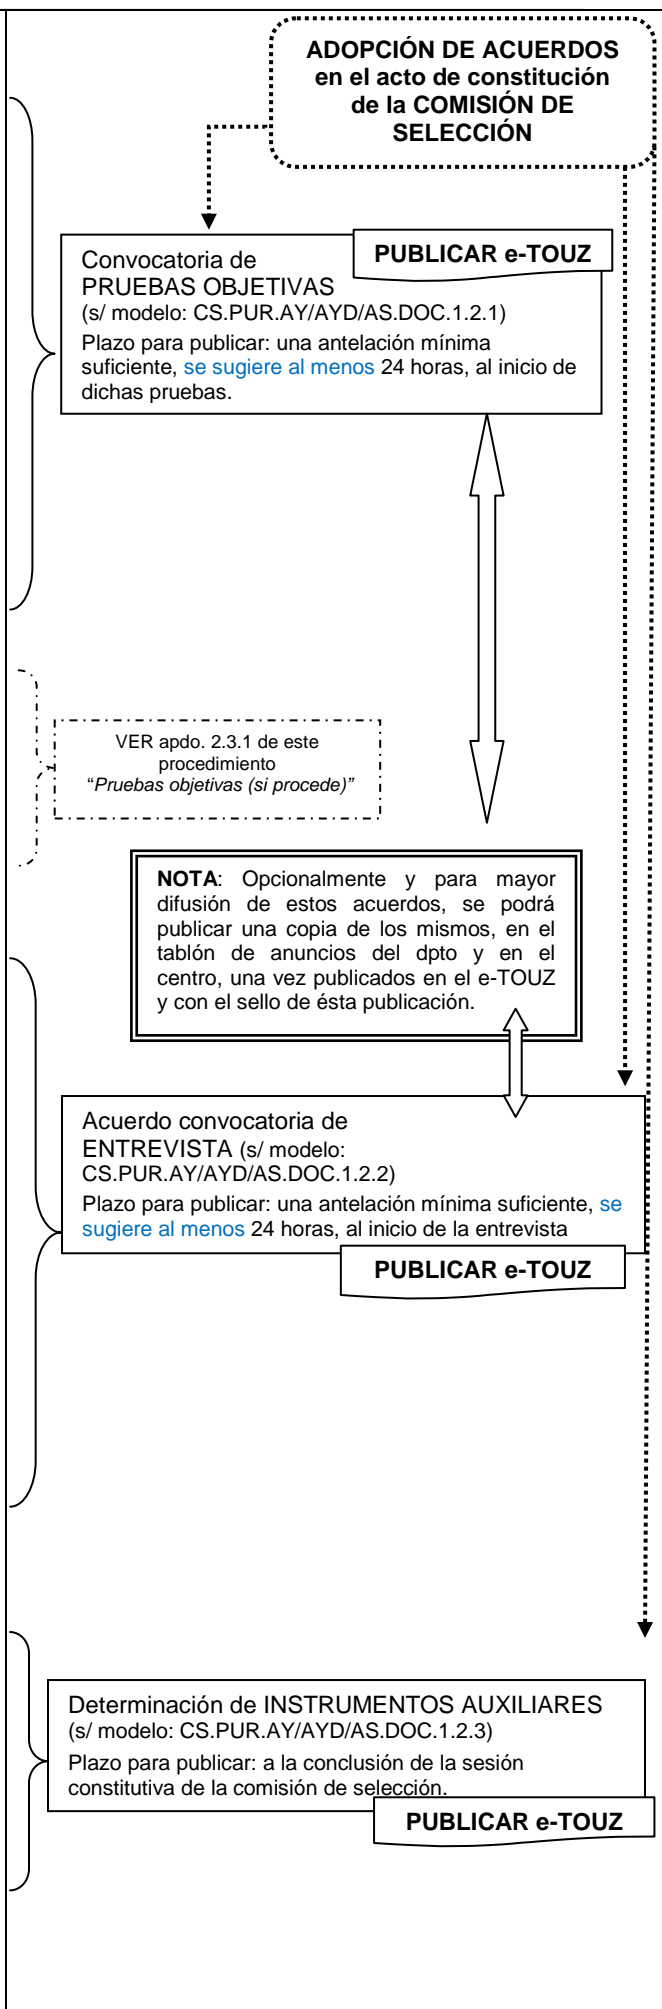 ADOPCIÓN DE ACUERDOS
en el acto de constitución
de la COMISIÓN DE
SELECCIÓN
PUBLICAR e-TOUZ
Convocatoria de
PRUEBAS OBJETIVAS
(s/ modelo: CS.PUR.AY/AYD/AS.DOC.1.2.1)
Plazo para publicar: una antelación mínima
suficiente, se sugiere al menos 24 horas, al inicio de
dichas pruebas.
VER apdo. 2.3.1 de este
procedimiento
“Pruebas objetivas (si procede)”
NOTA: Opcionalmente y para mayor
difusión de estos acuerdos, se podrá
publicar una copia de los mismos, en el
tablón de anuncios del dpto y en el
centro, una vez publicados en el e-TOUZ
y con el sello de ésta publicación.
Acuerdo convocatoria de
ENTREVISTA (s/ modelo:
CS.PUR.AY/AYD/AS.DOC.1.2.2)
Plazo para publicar: una antelación mínima suficiente, se
sugiere al menos 24 horas, al inicio de la entrevista
PUBLICAR e-TOUZ
Determinación de INSTRUMENTOS AUXILIARES
(s/ modelo: CS.PUR.AY/AYD/AS.DOC.1.2.3)
Plazo para publicar: a la conclusión de la sesión
constitutiva de la comisión de selección.
PUBLICAR e-TOUZ